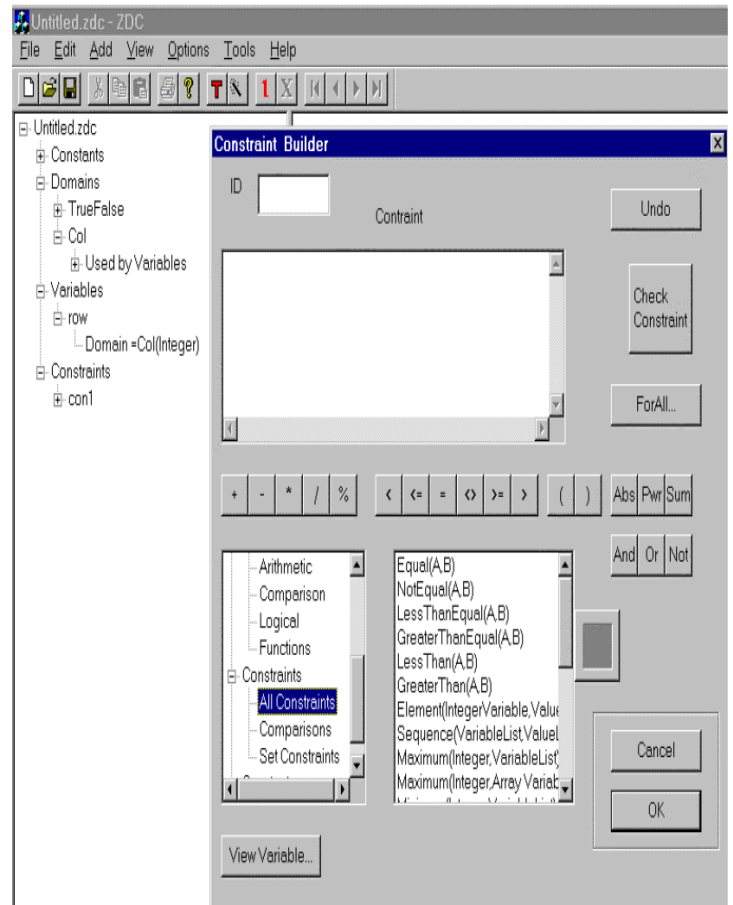 Untitled.zdc - ZDC
File Edit Add View Options Tools Help
T 1 X
Untitled.zdc
Constants
Domains
TrueFalse
Col
Used by Variables
Variables
row
Domain =Col(Integer)
Constraints
con1
Constraint Builder
ID
Contraint
Undo
Check
Constraint
ForAll...
+ - * / % < <= = <> >= > ( ) Abs Pwr Sum
And Or Not
Arithmetic
Comparison
Logical
Functions
Constraints
All Constraints
Comparisons
Set Constraints
Equal(A,B)
NotEqual(A,B)
LessThanEqual(A,B)
GreaterThanEqual(A,B)
LessThan(A,B)
GreaterThan(A,B)
Element(IntegerVariable,Value
Sequence(VariableList,ValueL
Maximum(Integer,VariableList)
Maximum(Integer,Array Variab
Cancel
OK
View Variable...